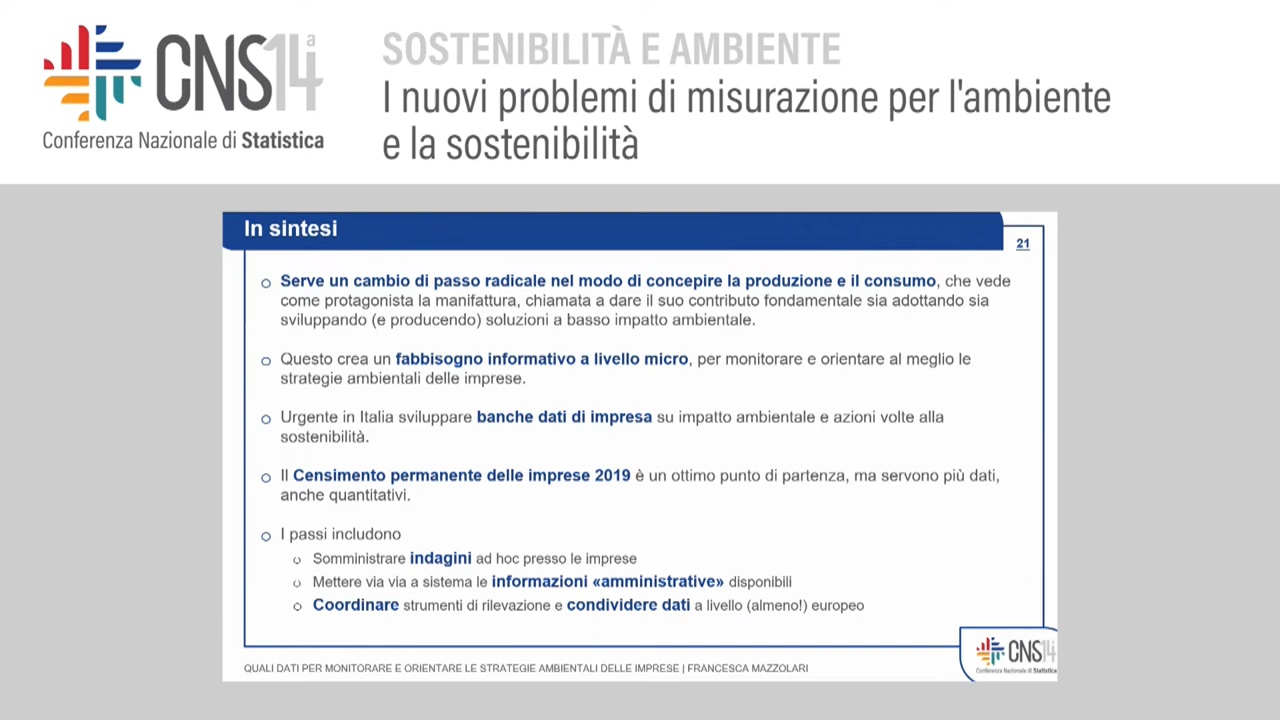 CNS14a
Conferenza Nazionale di Statistica
SOSTENIBILITÀ E AMBIENTE
I nuovi problemi di misurazione per l'ambiente
e la sostenibilità
In sintesi
21
Serve un cambio di passo radicale nel modo di concepire la produzione e il consumo, che vede
come protagonista la manifattura, chiamata a dare il suo contributo fondamentale sia adottando sia
sviluppando (e producendo) soluzioni a basso impatto ambientale.
Questo crea un fabbisogno informativo a livello micro, per monitorare e orientare al meglio le
strategie ambientali delle imprese.
Urgente in Italia sviluppare banche dati di impresa su impatto ambientale e azioni volte alla
sostenibilità.
Il Censimento permanente delle imprese 2019 è un ottimo punto di partenza, ma servono più dati,
anche quantitativi.
I passi includono
Somministrare indagini ad hoc presso le imprese
Mettere via via a sistema le informazioni «amministrative» disponibili
Coordinare strumenti di rilevazione e condividere dati a livello (almeno!) europeo
CNS14
Conferenza Nazionale di Statistica
QUALI DATI PER MONITORARE E ORIENTARE LE STRATEGIE AMBIENTALI DELLE IMPRESE | FRANCESCA MAZZOLARI